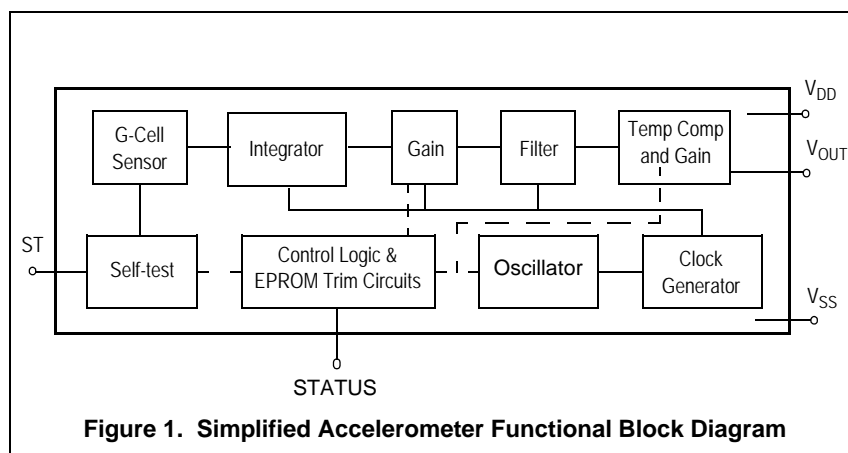 V_DD
G-Cell
Sensor
Integrator
Gain
Filter
Temp Comp
and Gain
V_OUT
ST
Self-test
Control Logic &
EPROM Trim Circuits
Oscillator
Clock
Generator
V_SS
STATUS
Figure 1. Simplified Accelerometer Functional Block Diagram